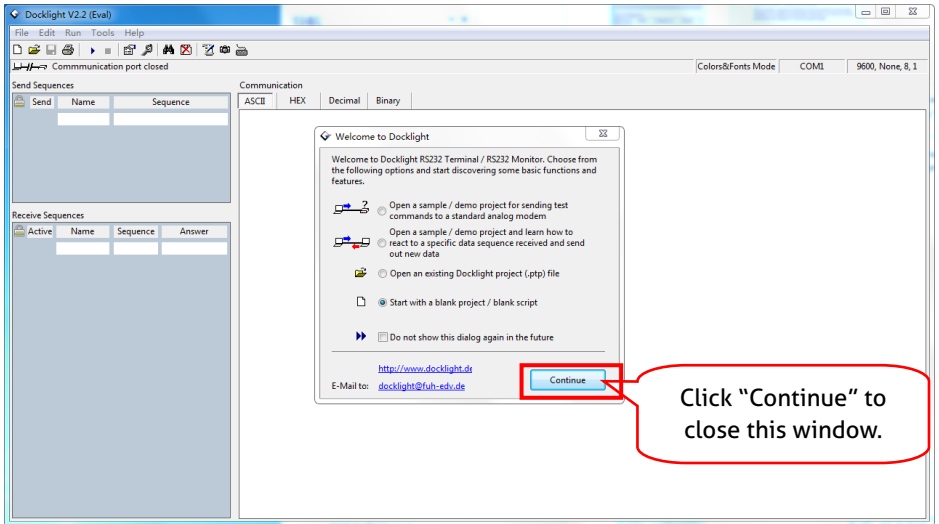 Docklight V2.2 (Eval)
File Edit Run Tools Help
Commmunication port closed
Colors&Fonts Mode COM1 9600, None, 8, 1
Send Sequences
Send Name Sequence
Communication
ASCII HEX Decimal Binary
Receive Sequences
Active Name Sequence Answer
Welcome to Docklight
Welcome to Docklight RS232 Terminal / RS232 Monitor. Choose from
the following options and start discovering some basic functions and
features.
Open a sample / demo project for sending test
commands to a standard analog modem
Open a sample / demo project and learn how to
react to a specific data sequence received and send
out new data
Open an existing Docklight project (.ptp) file
Start with a blank project / blank script
Do not show this dialog again in the future
http://www.docklight.de
E-Mail to: docklight@fuh-edv.de
Continue
Click “Continue” to
close this window.